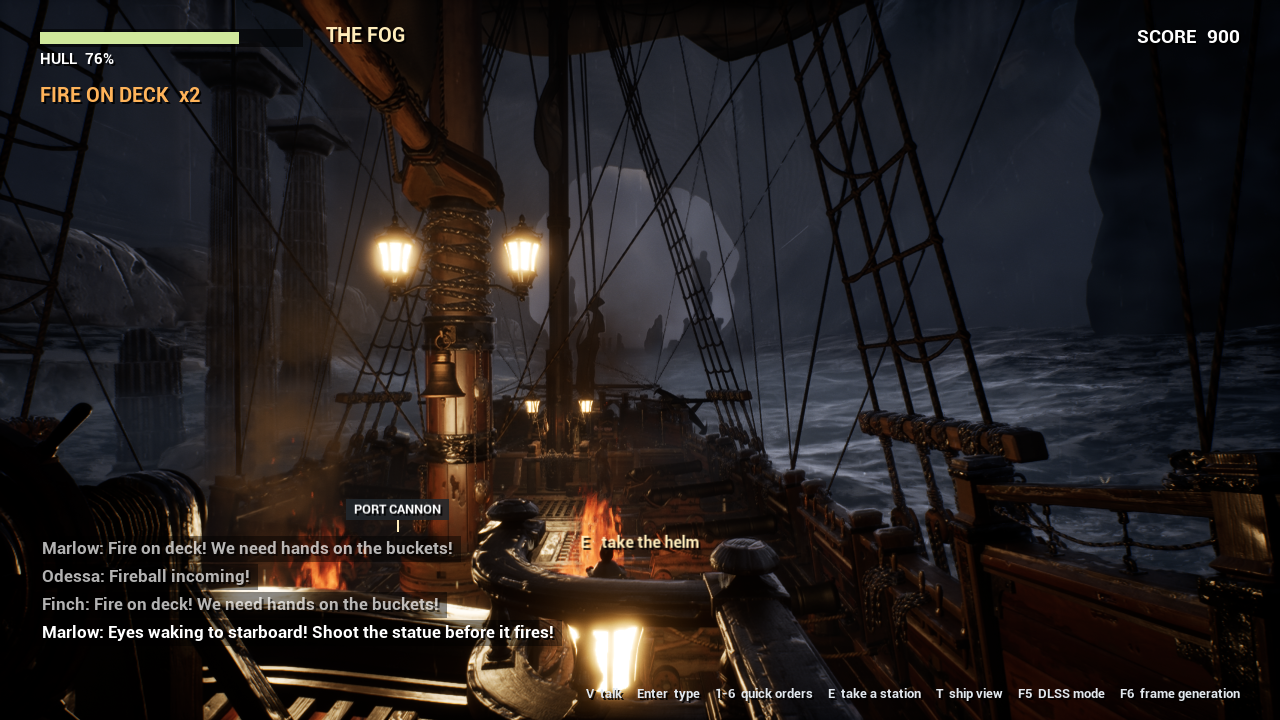 THE FOG
SCORE 900
HULL 76%
FIRE ON DECK x2
PORT CANNON
E take the helm
Marlow: Fire on deck! We need hands on the buckets!
Odessa: Fireball incoming!
Finch: Fire on deck! We need hands on the buckets!
Marlow: Eyes waking to starboard! Shoot the statue before it fires!
V talk Enter type 1-6 quick orders E take a station T ship view F5 DLSS mode F6 frame generation